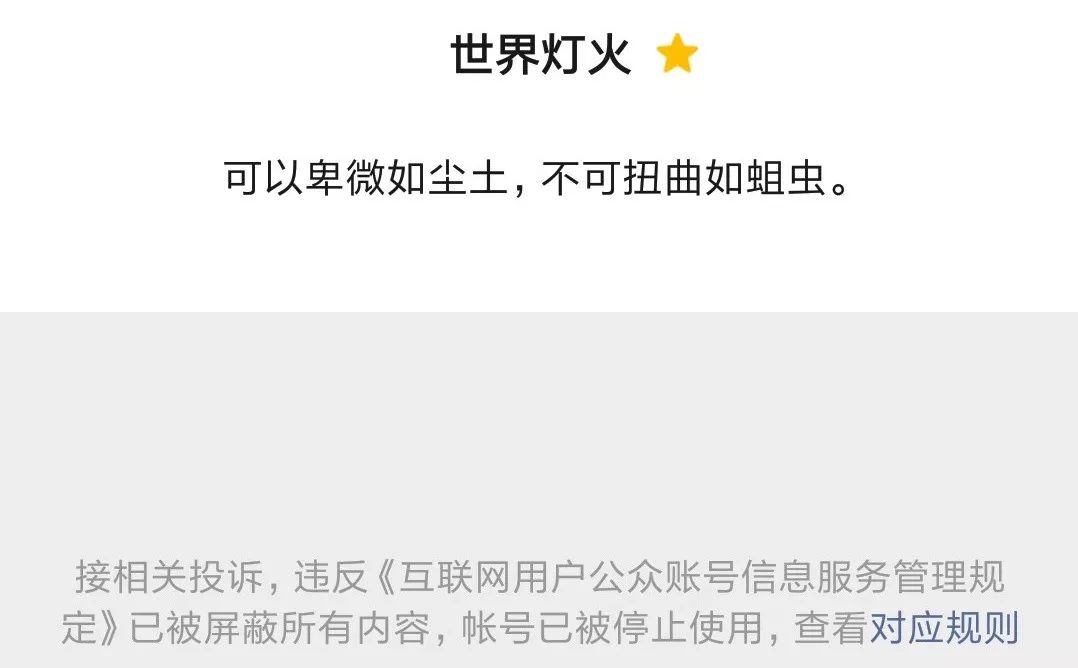 世界灯火
可以卑微如尘土，不可扭曲如蛆虫。
接相关投诉，违反《互联网用户公众账号信息服务管理规
定》已被屏蔽所有内容，帐号已被停止使用，查看对应规则